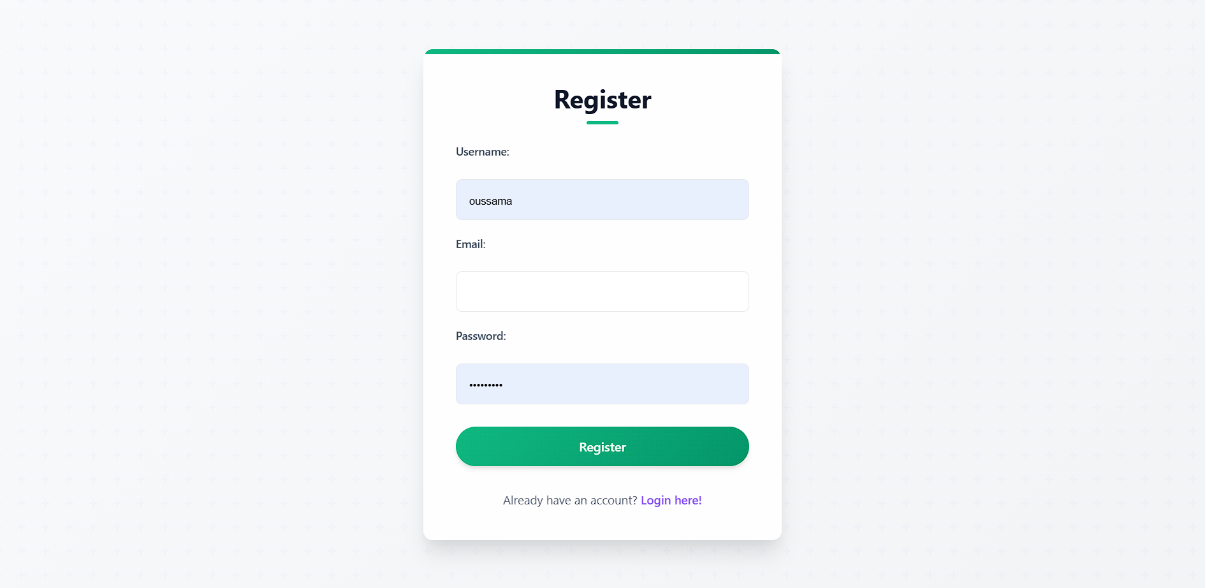 Register
Username:
oussama
Email:
Password:
•••••••••
Register
Already have an account? Login here!